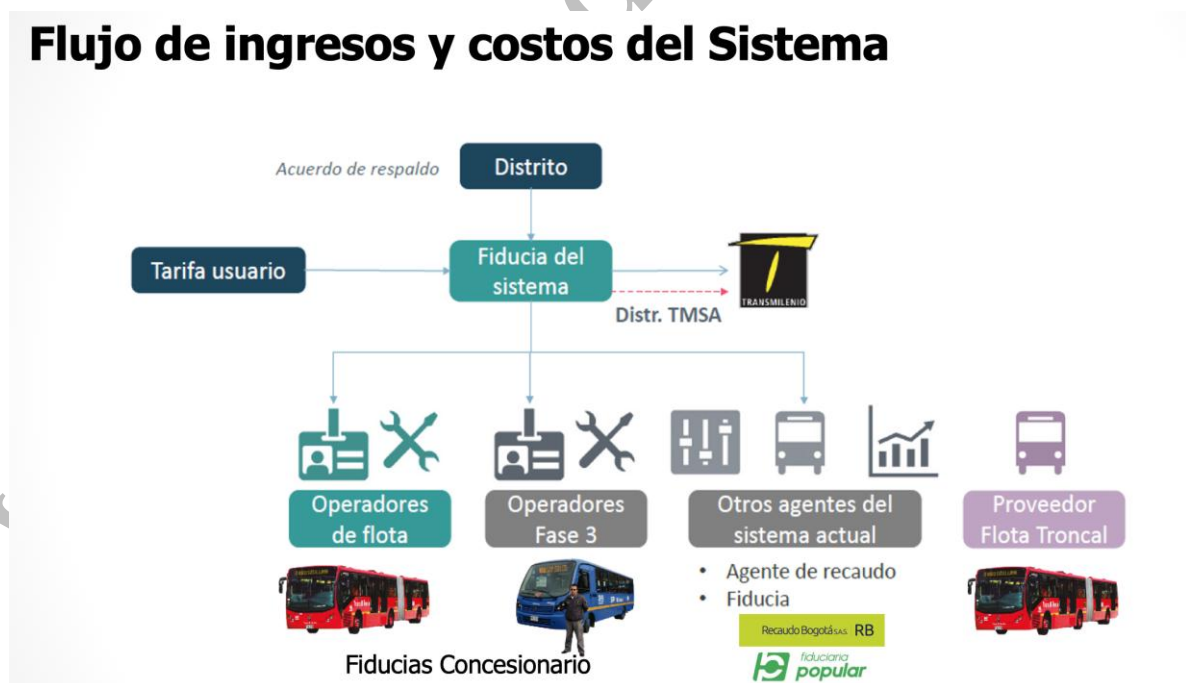 Flujo de ingresos y costos del Sistema
Acuerdo de respaldo
Distrito
Tarifa usuario
Fiducia del
sistema
Distr. TMSA
TRANSMILENIO
Operadores
de flota
Operadores
Fase 3
Otros agentes del
sistema actual
Proveedor
Flota Troncal
• Agente de recaudo
• Fiducia
Recaudo Bogotá S.A.S. RB
fiduciaria
popular
Fiducias Concesionario